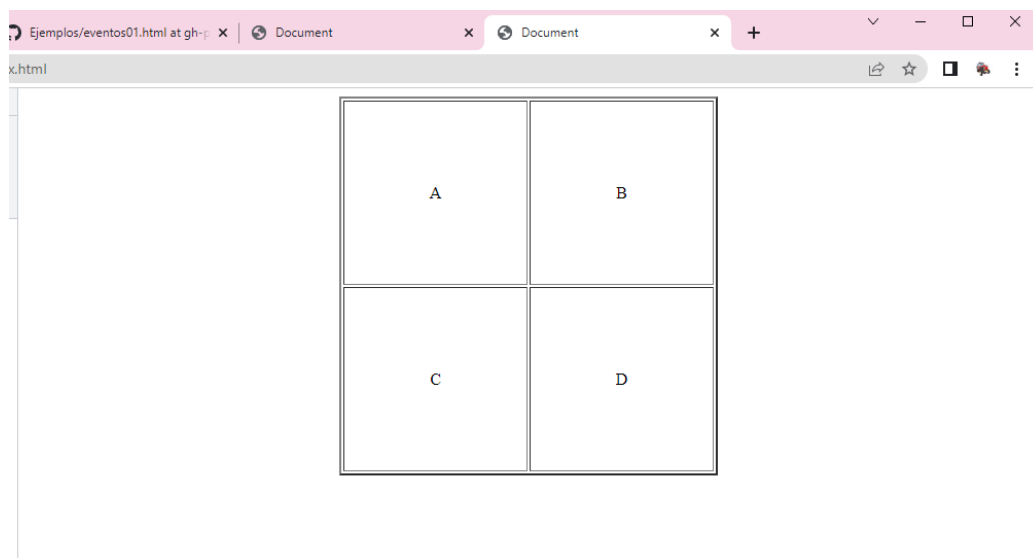 Ejemplos/eventos01.html at gh-p
Document
Document
x.html
A
B
C
D